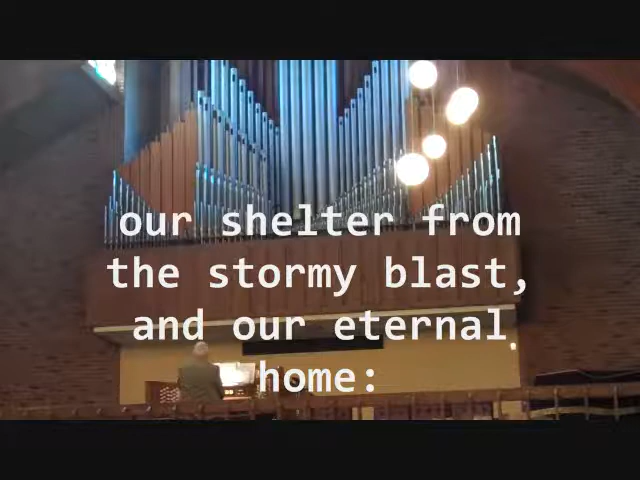 our shelter from
the stormy blast,
and our eternal
home: